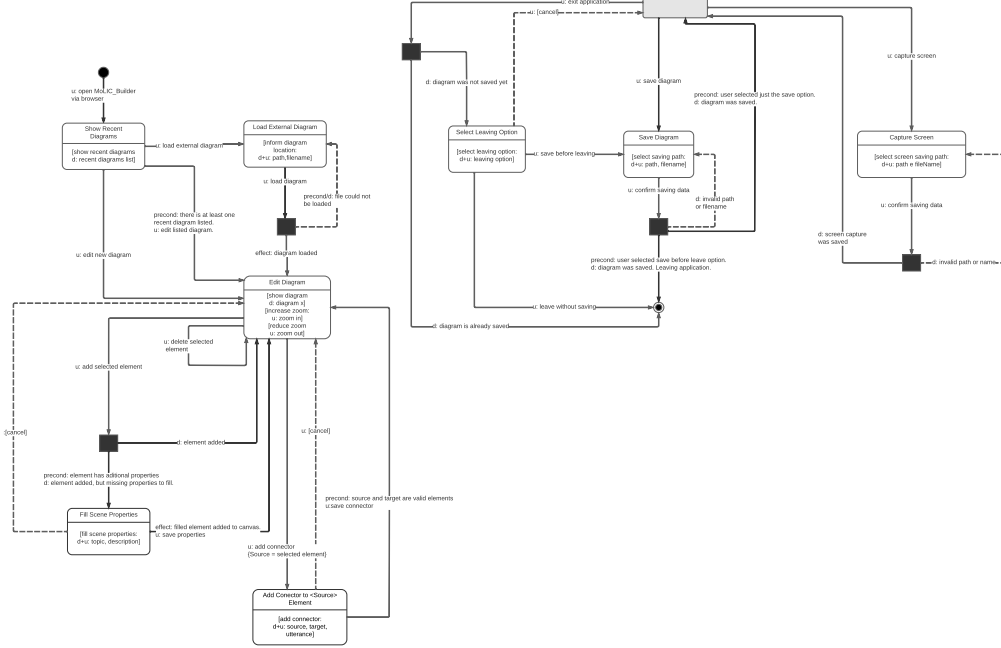 u: exit application
u: [cancel]
u: capture screen
d: diagram was not saved yet
u: save diagram
u: open MoLIC_Builder
via browser
precond: user selected just the save option.
d: diagram was saved.
Show Recent
Diagrams
[show recent diagrams
d: recent diagrams list]
u: load external diagram
Load External Diagram
[inform diagram
location:
d+u: path,filename]
Select Leaving Option
[select leaving option:
d+u: leaving option]
u: save before leaving
Save Diagram
[select saving path:
d+u: path, filename]
Capture Screen
[select screen saving path:
d+u: path e fileName]
u: load diagram
precond/d: file could not
be loaded
u: confirm saving data
d: invalid path
or filename
u: confirm saving data
precond: there is at least one
recent diagram listed.
u: edit listed diagram.
d: screen capture
was saved
u: edit new diagram
effect: diagram loaded
precond: user selected save before leave option.
d: diagram was saved. Leaving application.
d: invalid path or name
Edit Diagram
[show diagram
d: diagram x]
[increase zoom:
u: zoom in]
[reduce zoom
u: zoom out]
u: leave without saving
d: diagram is already saved
u: delete selected
element
u: add selected element
:[cancel]
u: [cancel]
d: element added
precond: element has aditional properties
d: element added, but missing properties to fill.
precond: source and target are valid elements
u:save connector
Fill Scene Properties
[fill scene properties:
d+u: topic, description]
effect: filled element added to canvas.
u: save properties
u: add connector
(Source = selected element)
Add Conector to <Source>
Element
[add connector:
d+u: source, target,
utterance]